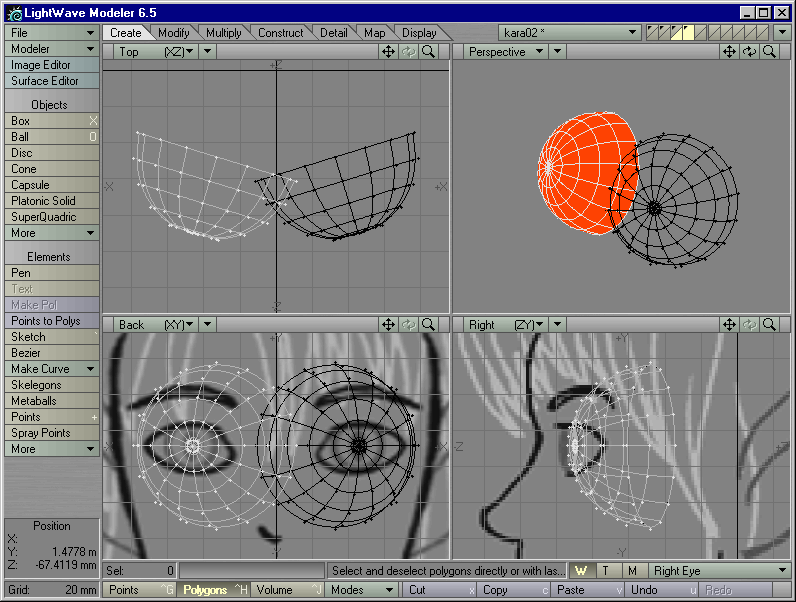 LightWave Modeler 6.5
File
Create Modify Multiply Construct Detail Map Display kara02 *
Modeler
Top (XZ) Perspective
Image Editor
Surface Editor
Objects
Box X
Ball O
Disc
Cone
Capsule
Platonic Solid
SuperQuadric
More
Elements
Pen
Text
Make Pol
Points to Polys
Sketch `
Bezier
Make Curve
Skelegons
Metaballs
Points +
Spray Points
More
+Z
-X
+X
-Z
Back (XY) Right (ZY)
+Y
-X
-Y
+Y
-Z
-Y
Position
X:
Y: 1.4778 m
Z: -67.4119 mm
Grid: 20 mm
Sel: 0 Select and deselect polygons directly or with las... W T M Right Eye
Points ^G Polygons ^H Volume ^J Modes Cut x Copy c Paste v Undo u Redo